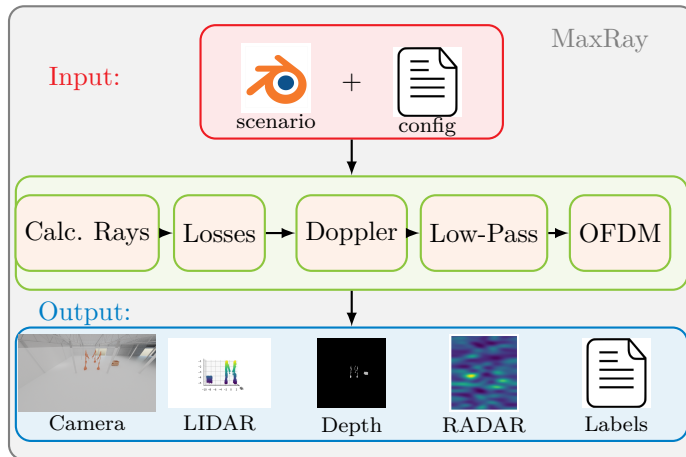 MaxRay
Input:
+
scenario config
Calc. Rays Losses Doppler Low-Pass OFDM
Output:
Camera LIDAR Depth RADAR Labels